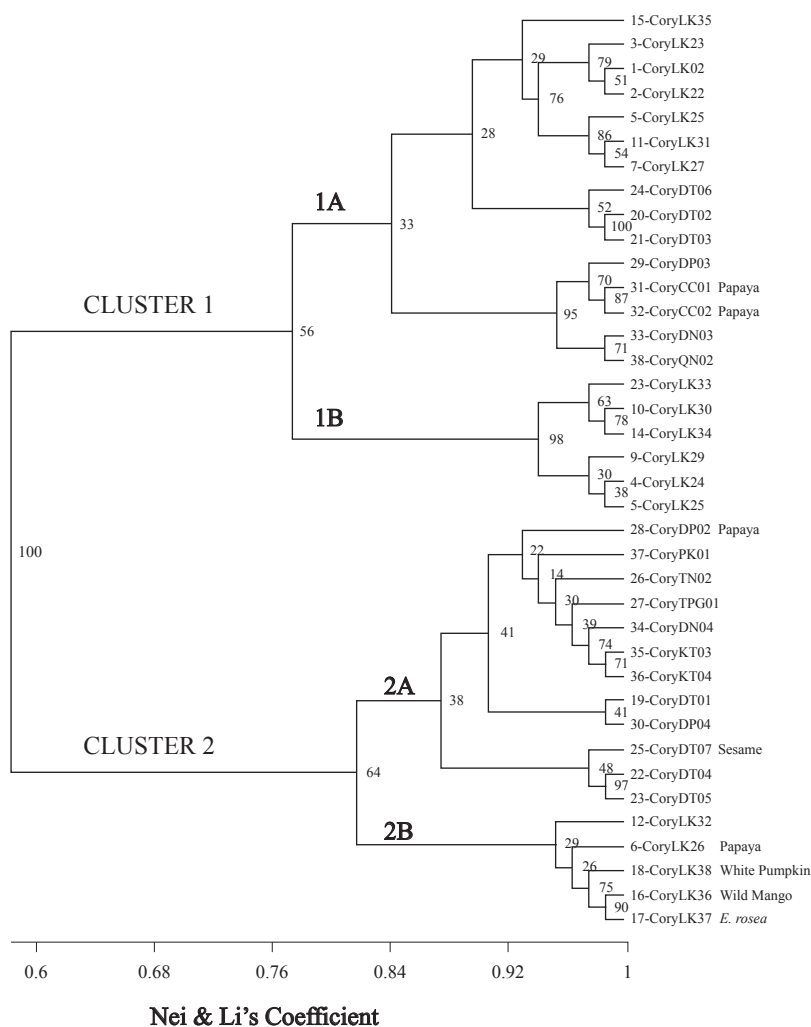 15-CoryLK35
3-CoryLK23
29
79
1-CoryLK02
51
2-CoryLK22
76
5-CoryLK25
28
86
11-CoryLK31
54
7-CoryLK27
24-CoryDT06
1A
52
20-CoryDT02
33
100
21-CoryDT03
29-CoryDP03
70
31-CoryCC01 Papaya
87
CLUSTER 1
95
32-CoryCC02 Papaya
56
33-CoryDN03
71
38-CoryQN02
23-CoryLK33
63
10-CoryLK30
1B
78
14-CoryLK34
98
9-CoryLK29
30
4-CoryLK24
38
5-CoryLK25
28-CoryDP02 Papaya
100
22
37-CoryPK01
14
26-CoryTN02
30
27-CoryTPG01
39
34-CoryDN04
41
74
35-CoryKT03
71
36-CoryKT04
2A
38
19-CoryDT01
41
30-CoryDP04
CLUSTER 2
25-CoryDT07 Sesame
48
64
22-CoryDT04
97
23-CoryDT05
12-CoryLK32
2B
29
6-CoryLK26 Papaya
26
18-CoryLK38 White Pumpkin
75
16-CoryLK36 Wild Mango
90
17-CoryLK37 E. rosea
0.6 0.68 0.76 0.84 0.92 1
Nei & Li's Coefficient